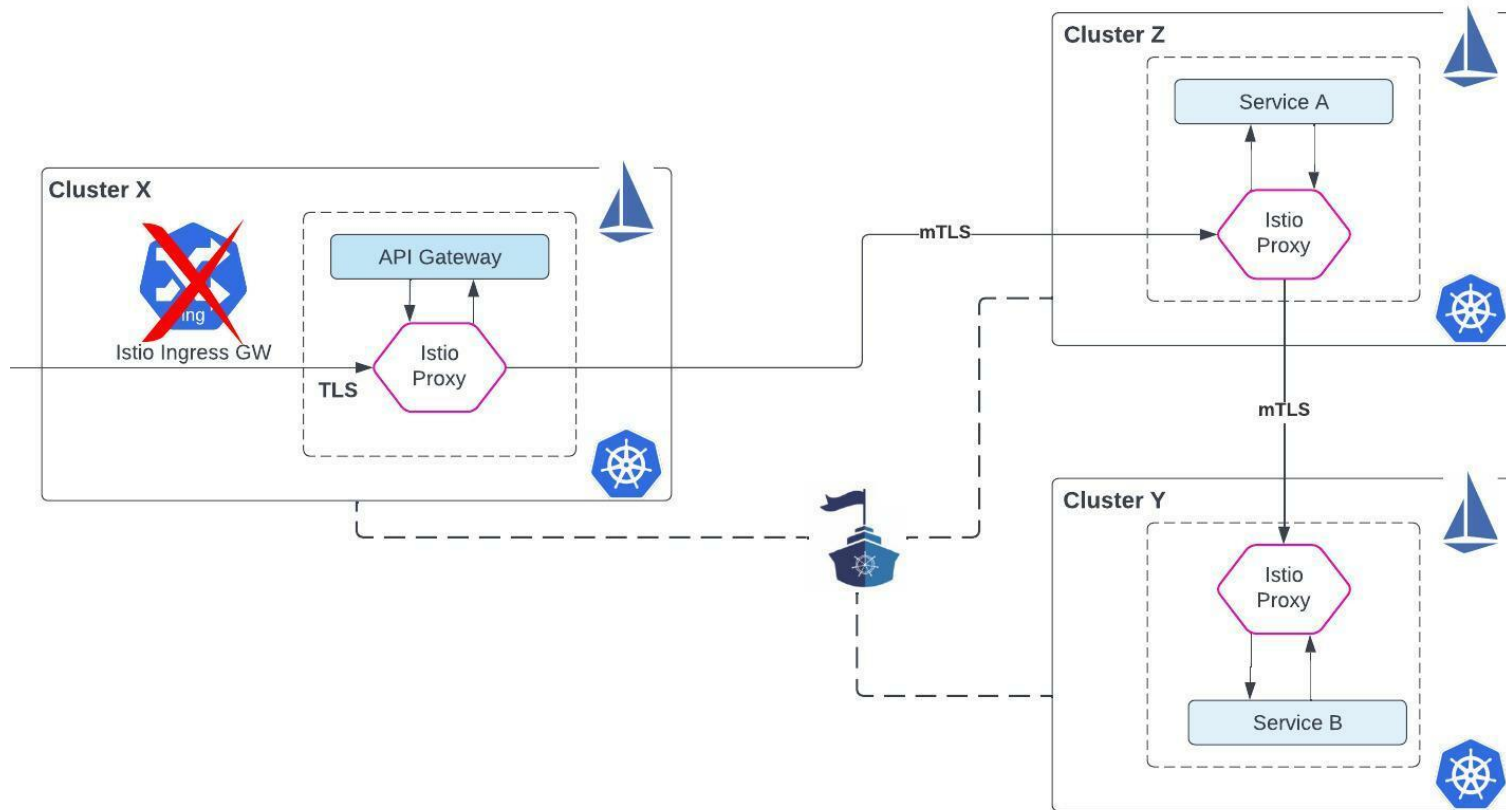 Cluster Z
Service A
Istio
Proxy
Cluster X
API Gateway
ing
Istio Ingress GW
Istio
Proxy
TLS
mTLS
mTLS
Cluster Y
Istio
Proxy
Service B